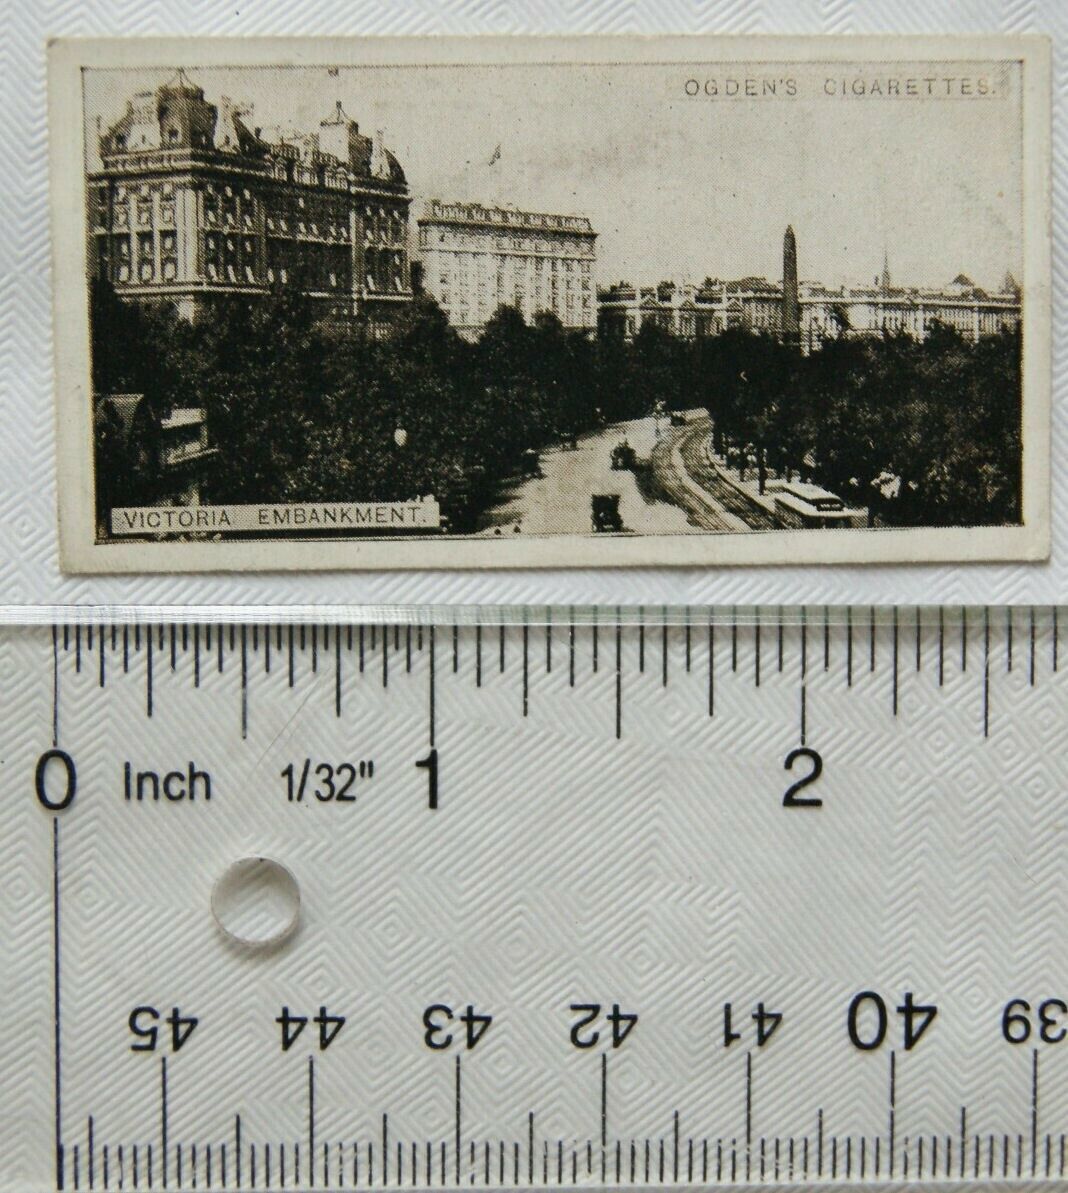 OGDEN'S CIGARETTES.
VICTORIA EMBANKMENT.
0 Inch 1/32" 1 2
45 44 43 42 41 40 39